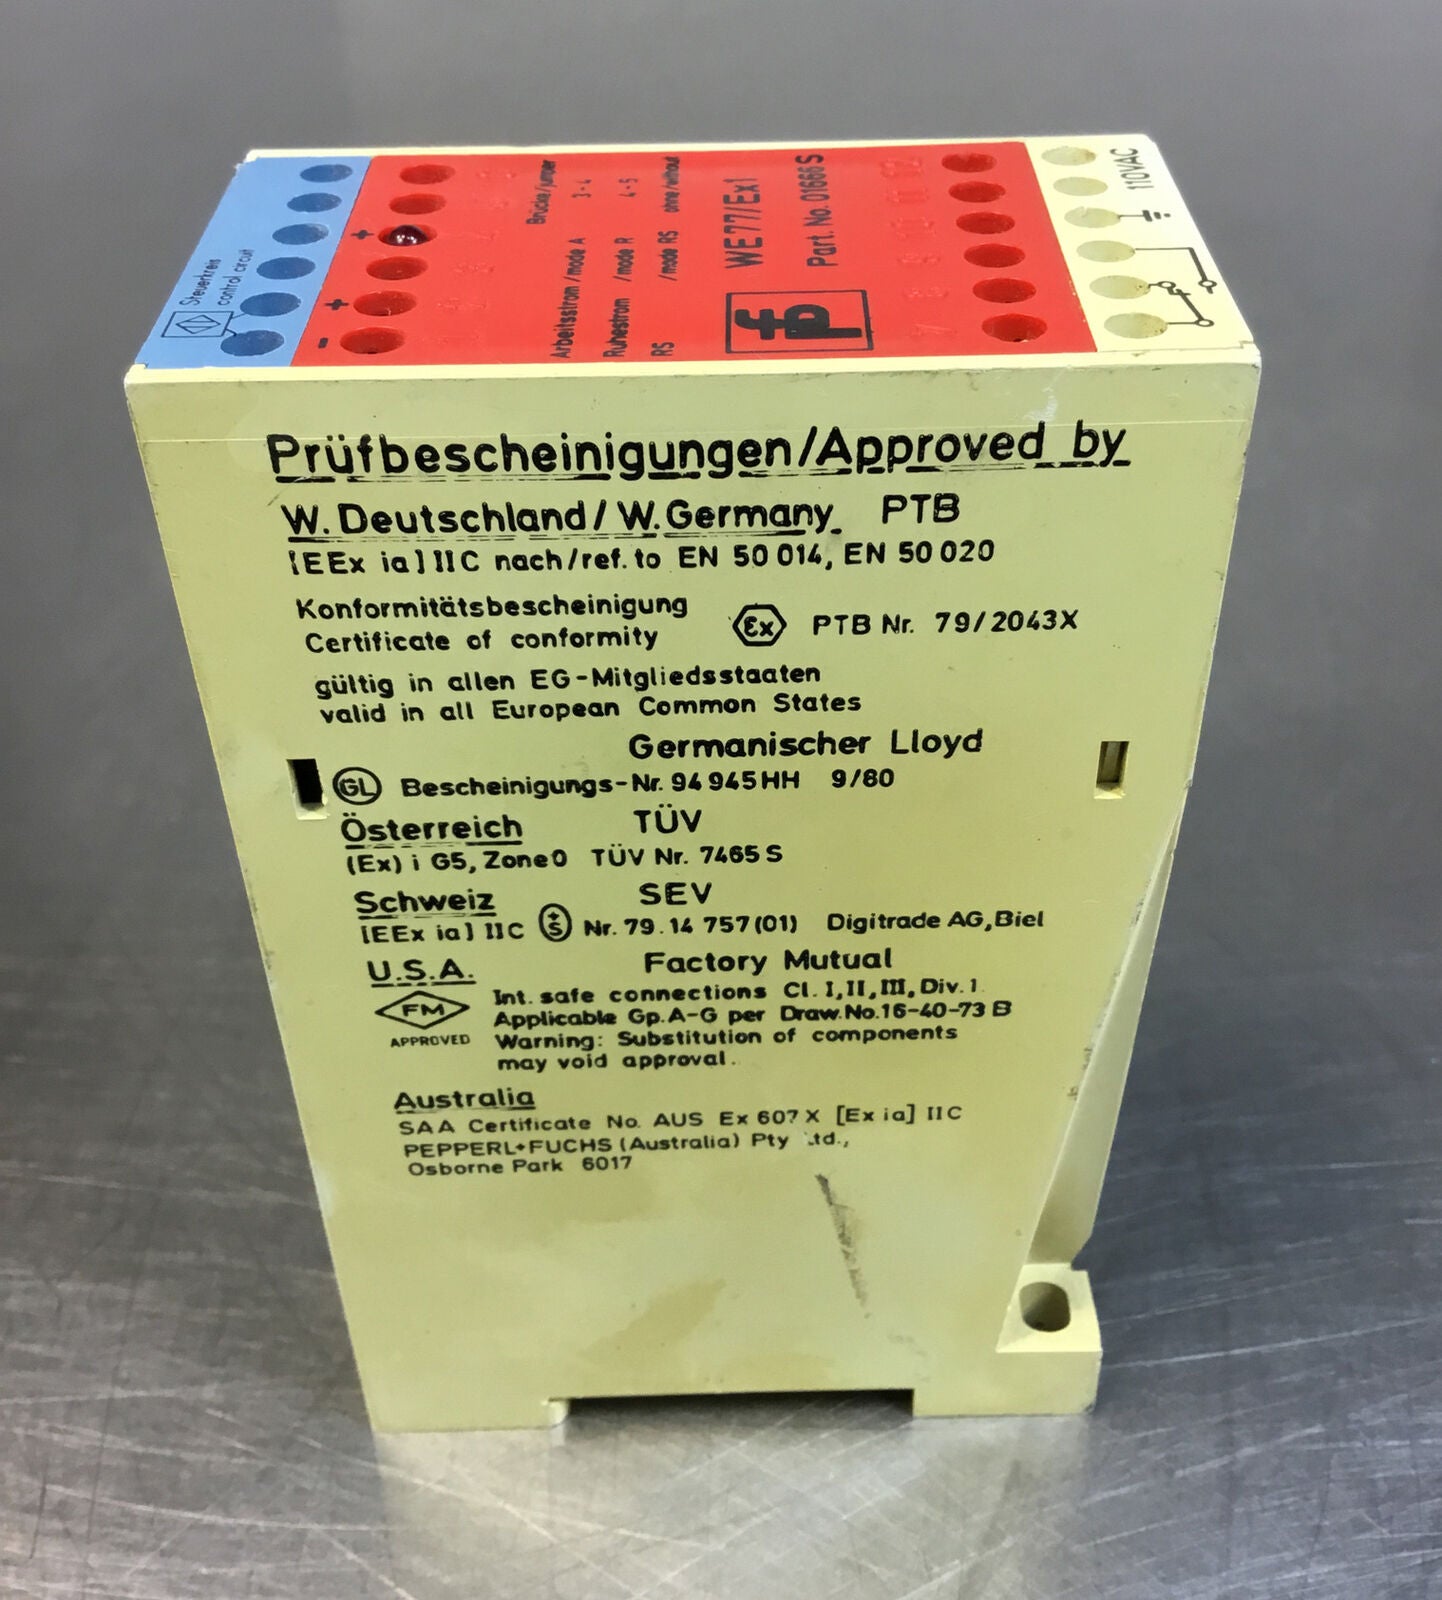 Steuerkreis
control circuit
+
+
-
Brücke/jumper
Arbeitsstrom/mode A 3-4
Ruhestrom /mode R 4-5
RS /mode RS ohne/without
WE77/Ex1
Part. No. 01666 S
110VAC
Prüfbescheinigungen/Approved by
W. Deutschland/W. Germany PTB
[EEx ia] IIC nach/ref. to EN 50 014, EN 50 020
Konformitätsbescheinigung
Certificate of conformity
Ex PTB Nr. 79/2043X
gültig in allen EG-Mitgliedsstaaten
valid in all European Common States
Germanischer Lloyd
GL Bescheinigungs-Nr. 94 945 HH 9/80
Österreich TÜV
(Ex) i G5, Zone 0 TÜV Nr. 7465 S
Schweiz SEV
[EEx ia] IIC S Nr. 79.14 757(01) Digitrade AG, Biel
U.S.A. Factory Mutual
FM
APPROVED
Int. safe connections Cl. I, II, III, Div. 1
Applicable Gp. A-G per Draw. No. 16-40-73 B
Warning: Substitution of components
may void approval.
Australia
SAA Certificate No. AUS Ex 607 X [Ex ia] IIC
PEPPERL+FUCHS (Australia) Pty td.,
Osborne Park 6017